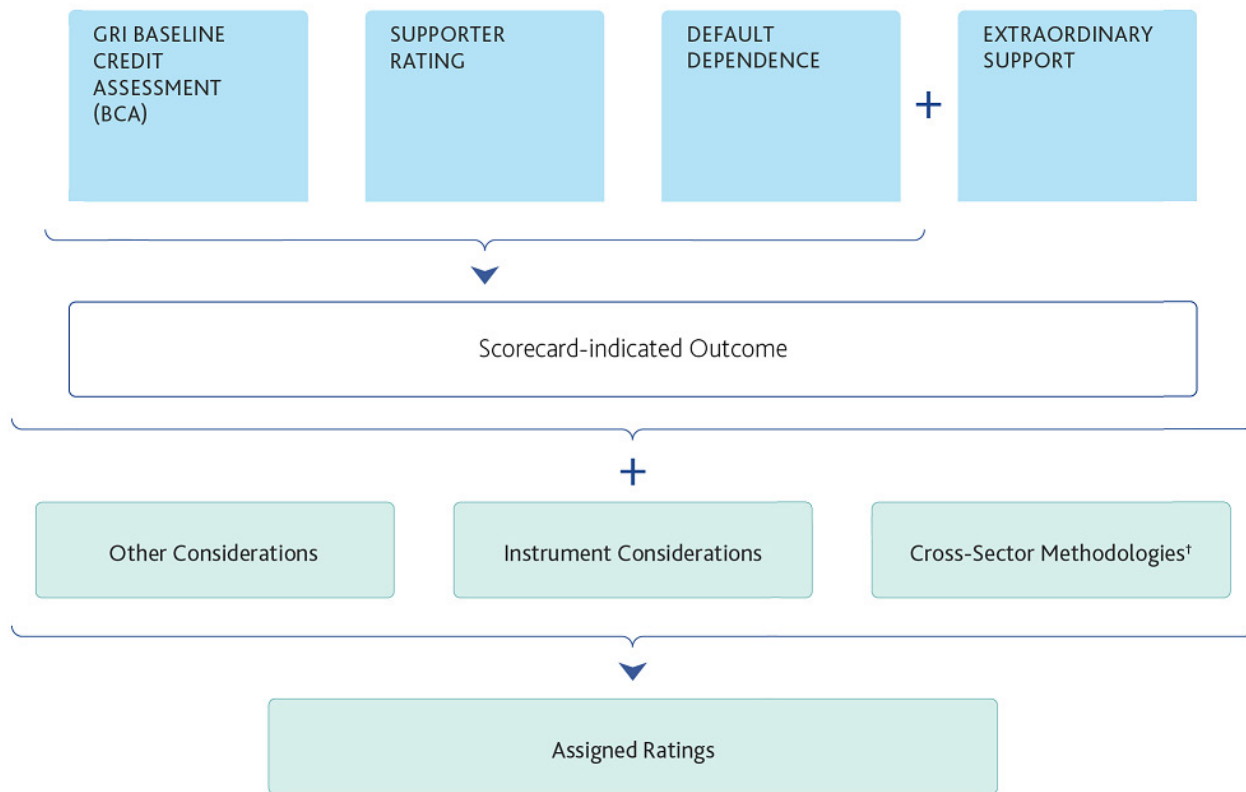 GRI BASELINE
CREDIT
ASSESSMENT
(BCA)
SUPPORTER
RATING
DEFAULT
DEPENDENCE
+
EXTRAORDINARY
SUPPORT
Scorecard-indicated Outcome
+
Other Considerations
Instrument Considerations
Cross-Sector Methodologies†
Assigned Ratings